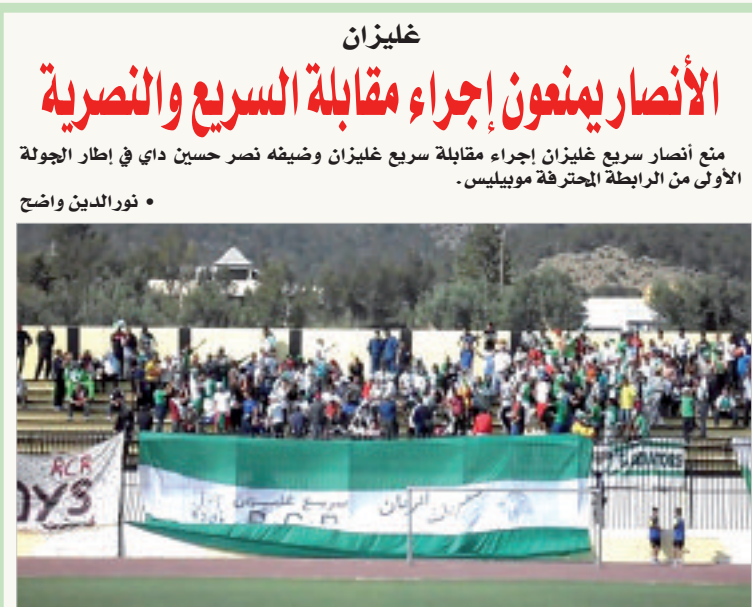 غليزان
الأنصار يمنعون إجراء مقابلة السريع والنصرية
منع أنصار سريع غليزان إجراء مقابلة سريع غليزان وضيفه نصر حسين داي في إطار الجولة
الأولى من الرابطة المحترفة موبيليس.
• نورالدين واضح
RCR
سريع غليزان
R.C.R